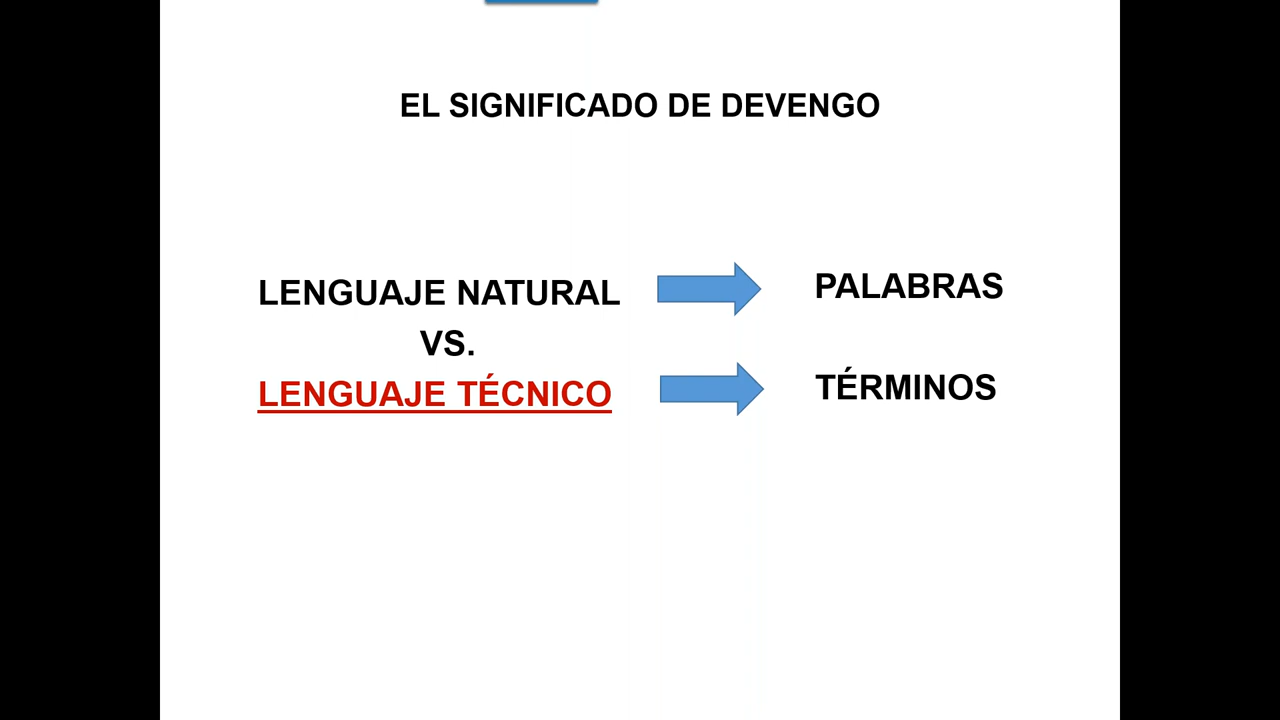 EL SIGNIFICADO DE DEVENGO
LENGUAJE NATURAL PALABRAS
VS.
LENGUAJE TÉCNICO TÉRMINOS